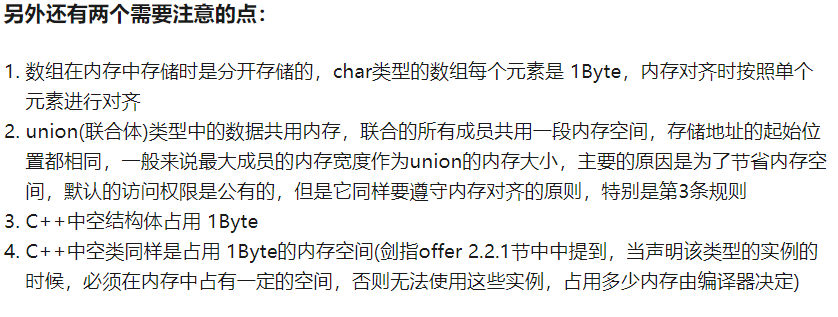 另外还有两个需要注意的点：
1. 数组在内存中存储时是分开存储的，char类型的数组每个元素是 1Byte，内存对齐时按照单个
元素进行对齐
2. union(联合体)类型中的数据共用内存，联合的所有成员共用一段内存空间，存储地址的起始位
置都相同，一般来说最大成员的内存宽度作为union的内存大小，主要的原因是为了节省内存空
间，默认的访问权限是公有的，但是它同样要遵守内存对齐的原则，特别是第3条规则
3. C++中空结构体占用 1Byte
4. C++中空类同样是占用 1Byte的内存空间(剑指offer 2.2.1节中中提到，当声明该类型的实例的
时候，必须在内存中占有一定的空间，否则无法使用这些实例，占用多少内存由编译器决定)